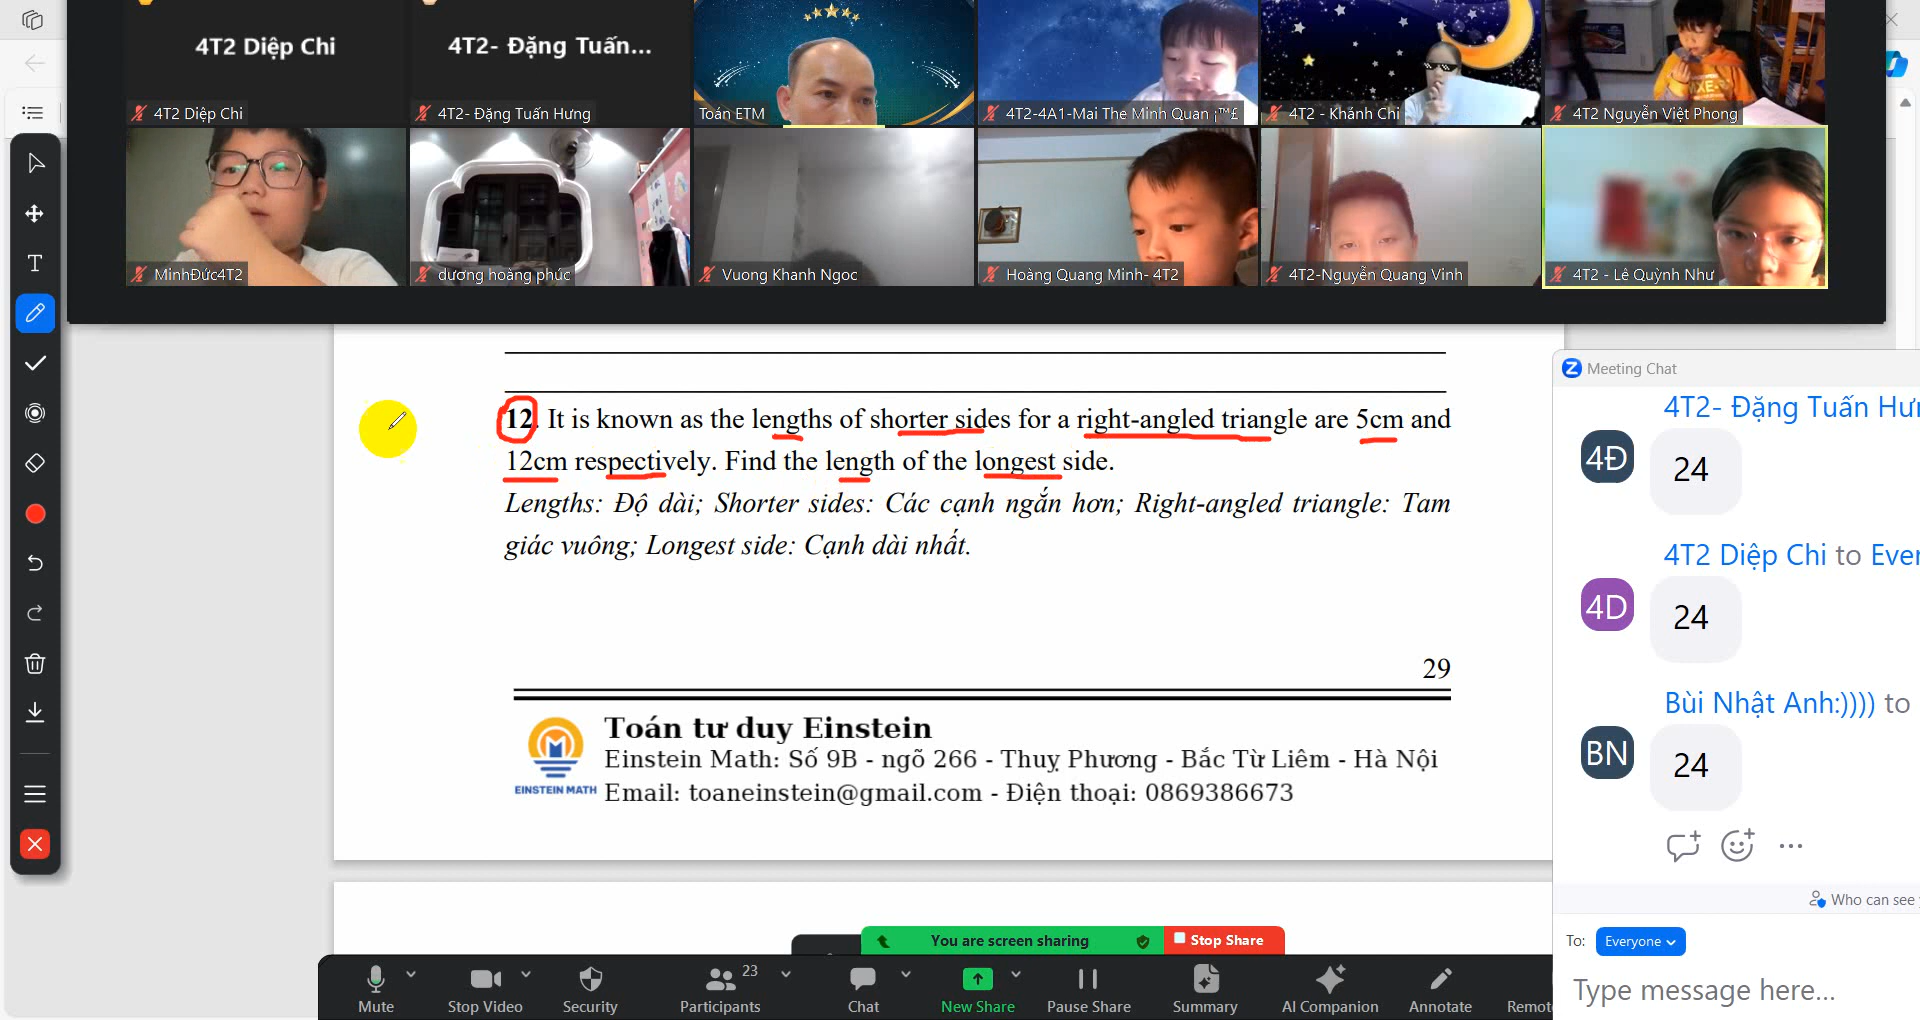 4T2 Diệp Chi
4T2- Đặng Tuấn...
4T2 Diệp Chi
4T2- Đặng Tuấn Hưng
Toán ETM
4T2-4A1-Mai The Minh Quan ¡™£
4T2 - Khánh Chi
4T2 Nguyễn Việt Phong
MinhĐức4T2
dương hoàng phúc
Vuong Khanh Ngoc
Hoàng Quang Minh- 4T2
4T2-Nguyễn Quang Vinh
4T2 - Lê Quỳnh Như
12. It is known as the lengths of shorter sides for a right-angled triangle are 5cm and
12cm respectively. Find the length of the longest side.
Lengths: Độ dài; Shorter sides: Các cạnh ngắn hơn; Right-angled triangle: Tam
giác vuông; Longest side: Cạnh dài nhất.
29
Toán tư duy Einstein
Einstein Math: Số 9B - ngõ 266 - Thuỵ Phương - Bắc Từ Liêm - Hà Nội
EINSTEIN MATH
Email: toaneinstein@gmail.com - Điện thoại: 0869386673
Meeting Chat
4T2- Đặng Tuấn Hưn
4Đ
24
4T2 Diệp Chi to Ever
4D
24
Bùi Nhật Anh:)))) to
BN
24
Who can see y
To: Everyone
Type message here...
You are screen sharing
Stop Share
Mute
Stop Video
Security
Participants
23
Chat
New Share
Pause Share
Summary
AI Companion
Annotate
Remot